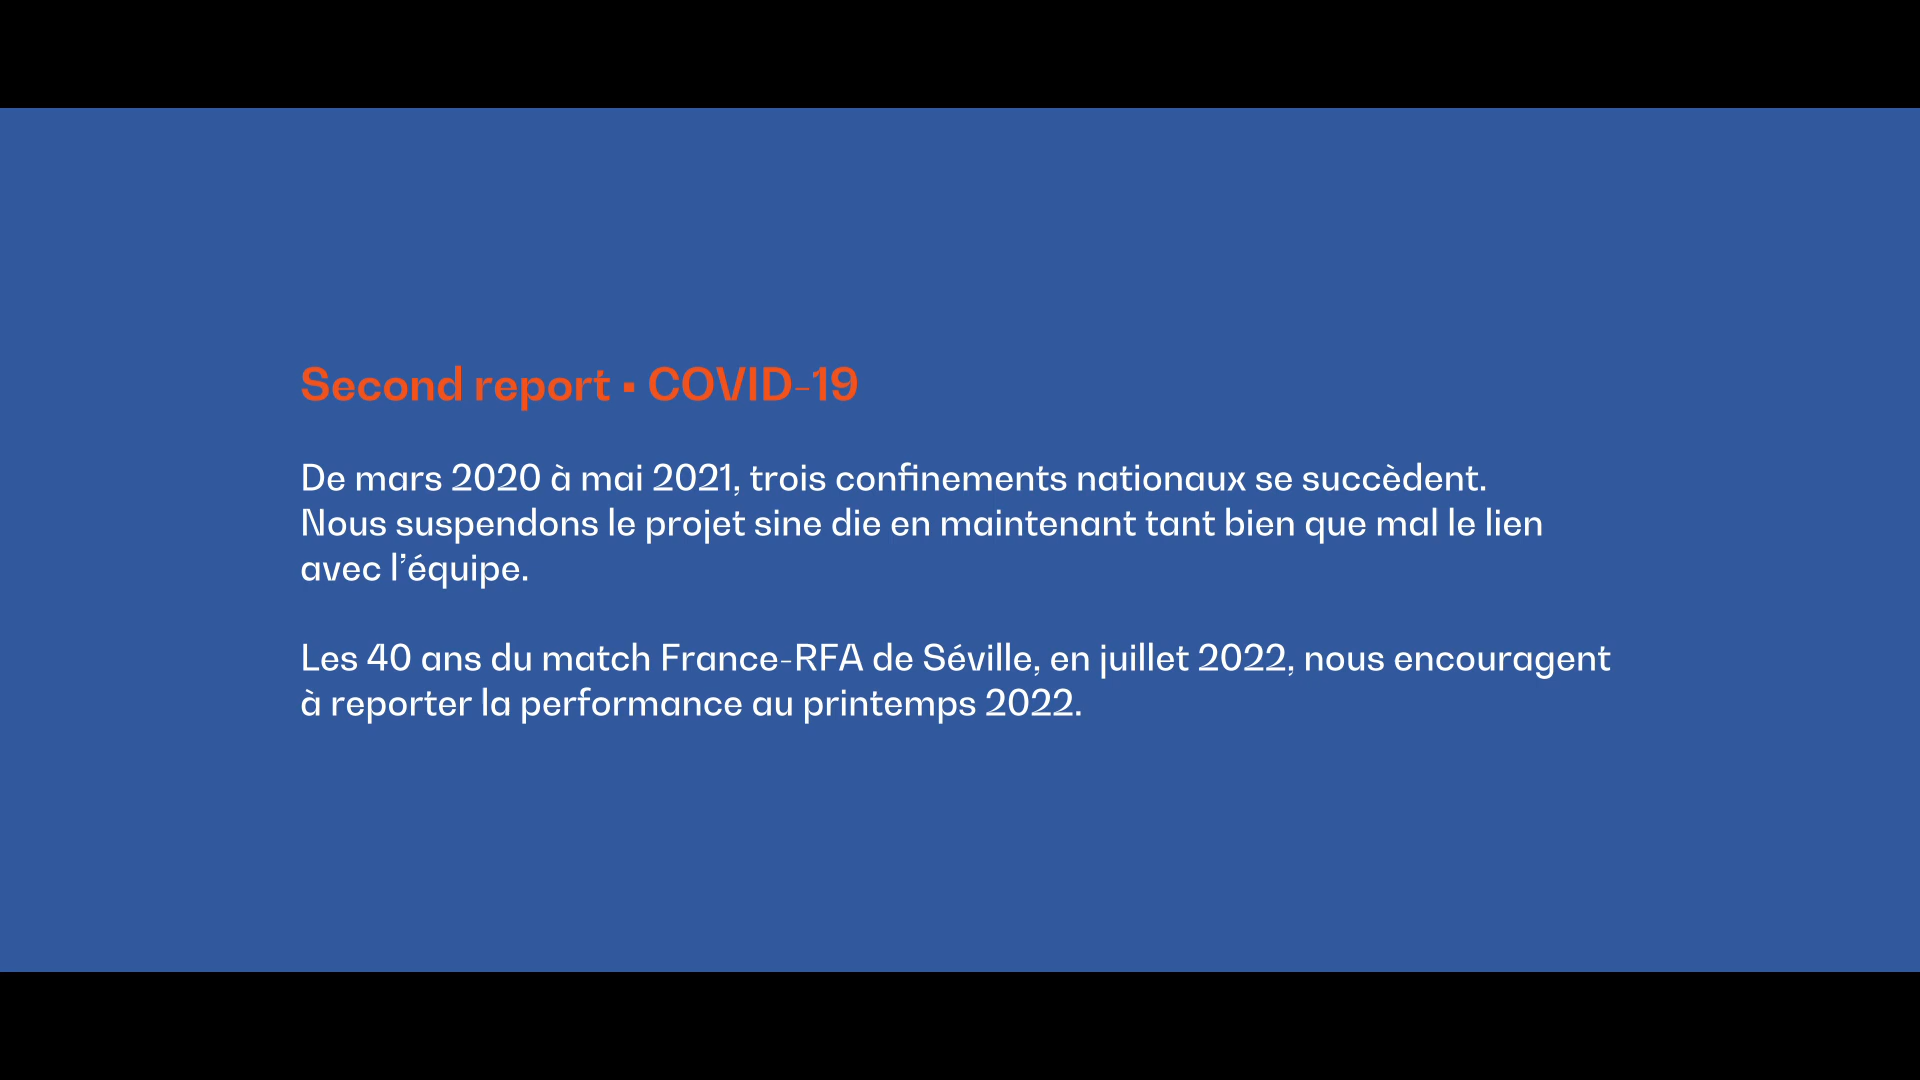 Second report ▪ COVID-19
De mars 2020 à mai 2021, trois confinements nationaux se succèdent.
Nous suspendons le projet sine die en maintenant tant bien que mal le lien
avec l’équipe.
Les 40 ans du match France-RFA de Séville, en juillet 2022, nous encouragent
à reporter la performance au printemps 2022.